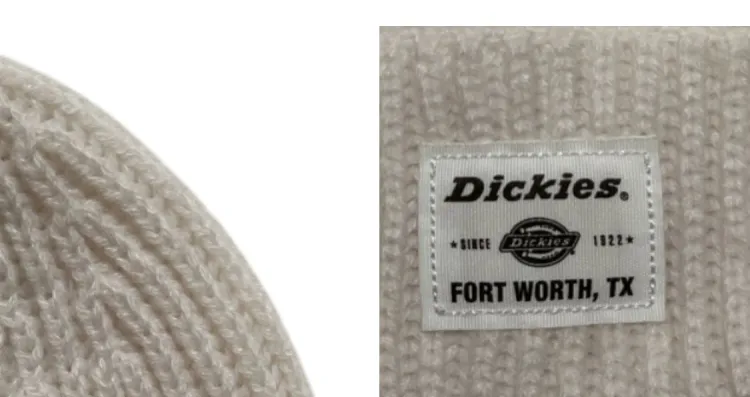 Dickies®
★SINCE Dickies 1922★
FORT WORTH, TX